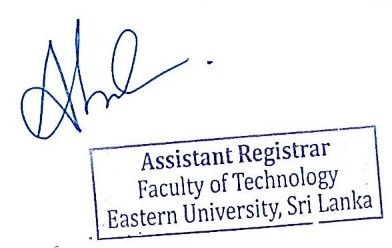 Assistant Registrar
Faculty of Technology
Eastern University, Sri Lanka